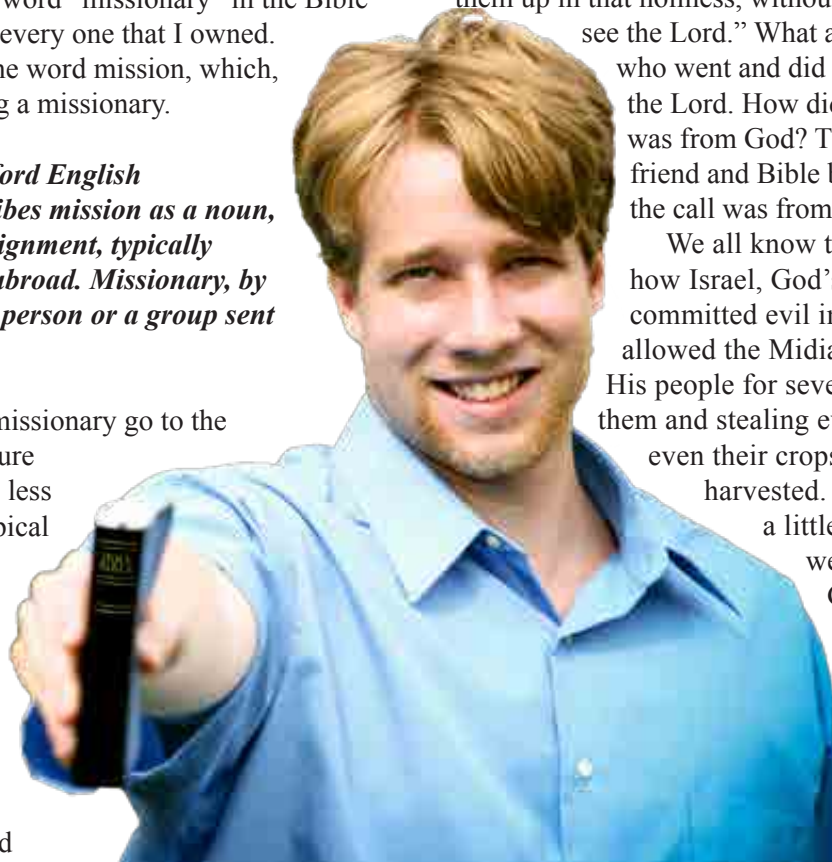 word “missionary” in the Bible
every one that I owned.
he word mission, which,
g a missionary.
ford English
ibes mission as a noun,
ignment, typically
abroad. Missionary, by
person or a group sent
missionary go to the
ure
less
pical
d
them up in that holiness, without
see the Lord.” What a
who went and did
the Lord. How di
was from God? T
friend and Bible b
the call was from
We all know t
how Israel, God’s
committed evil i
allowed the Midia
His people for seve
them and stealing e
even their crops
harvested.
a little
we